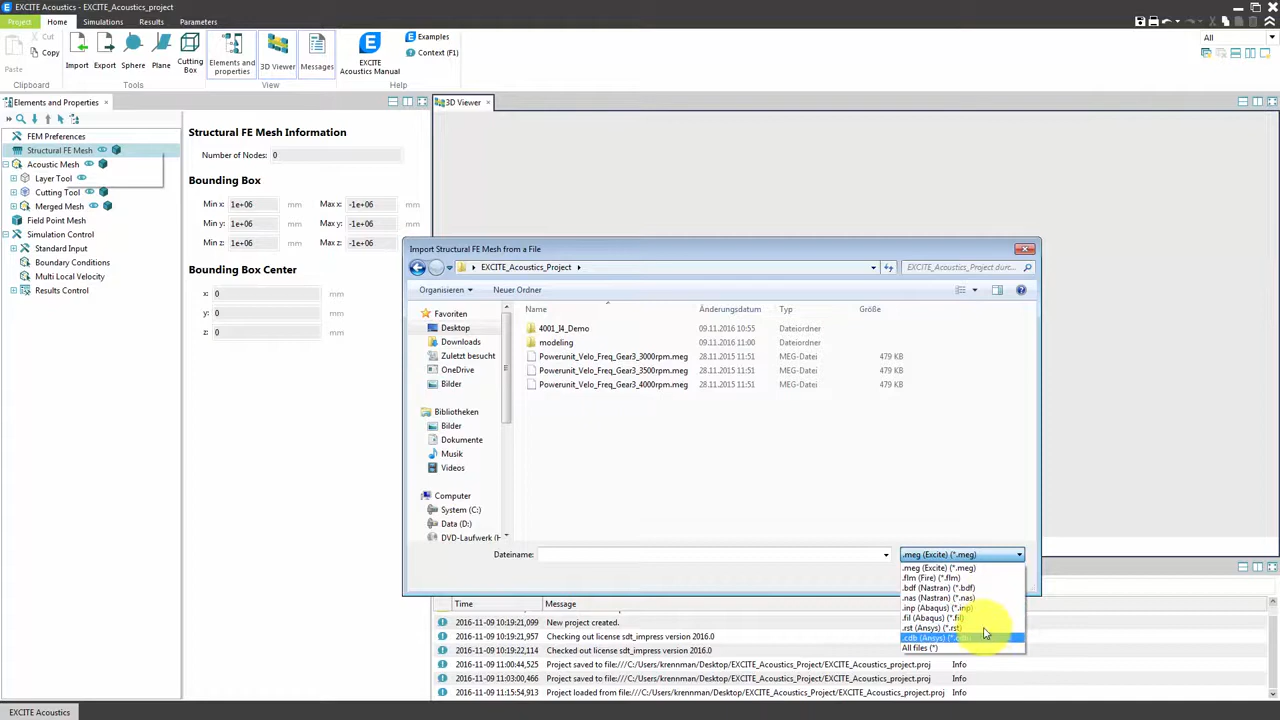 EXCITE Acoustics - EXCITE_Acoustics_project
Project Home Simulations Results Parameters
Cut
Copy
Paste
Import Export Sphere Plane Cutting Box
Elements and properties 3D Viewer Messages
EXCITE Acoustics Manual
Examples
Context (F1)
All
Clipboard Tools View Help
Elements and Properties
3D Viewer
FEM Preferences
Structural FE Mesh
Acoustic Mesh
Layer Tool
Cutting Tool
Merged Mesh
Field Point Mesh
Simulation Control
Standard Input
Boundary Conditions
Multi Local Velocity
Results Control
Structural FE Mesh Information
Number of Nodes: 0
Bounding Box
Min x: 1e+06 mm Max x: -1e+06 mm
Min y: 1e+06 mm Max y: -1e+06 mm
Min z: 1e+06 mm Max z: -1e+06 mm
Bounding Box Center
x: 0 mm
y: 0 mm
z: 0 mm
Import Structural FE Mesh from a File
EXCITE_Acoustics_Project
EXCITE_Acoustics_Project durc...
Organisieren Neuer Ordner
Name Änderungsdatum Typ Größe
Favoriten
Desktop
Downloads
Zuletzt besucht
OneDrive
Bilder
Bibliotheken
Bilder
Dokumente
Musik
Videos
Computer
System (C:)
Data (D:)
DVD-Laufwerk (H
4001_I4_Demo 09.11.2016 10:55 Dateiordner
modeling 09.11.2016 11:00 Dateiordner
Powerunit_Velo_Freq_Gear3_3000rpm.meg 28.11.2015 11:51 MEG-Datei 479 KB
Powerunit_Velo_Freq_Gear3_3500rpm.meg 28.11.2015 11:51 MEG-Datei 479 KB
Powerunit_Velo_Freq_Gear3_4000rpm.meg 28.11.2015 11:51 MEG-Datei 479 KB
Dateiname: .meg (Excite) (*.meg)
.meg (Excite) (*.meg)
.flm (Fire) (*.flm)
.bdf (Nastran) (*.bdf)
.nas (Nastran) (*.nas)
.inp (Abaqus) (*.inp)
.fil (Abaqus) (*.fil)
.rst (Ansys) (*.rst)
.cdb (Ansys) (*.cdb)
All files (*)
Time Message
2016-11-09 10:19:21,099 New project created.
2016-11-09 10:19:21,957 Checking out license sdt_impress version 2016.0
2016-11-09 10:19:22,114 Checking out license sdt_impress version 2016.0
2016-11-09 11:00:44,525 Project saved to file:///C:/Users/krennman/Desktop/EXCITE_Acoustics_Project/EXCITE_Acoustics_project.proj Info
2016-11-09 11:03:00,466 Project saved to file:///C:/Users/krennman/Desktop/EXCITE_Acoustics_Project/EXCITE_Acoustics_project.proj Info
2016-11-09 11:15:54,913 Project loaded from file:///C:/Users/krennman/Desktop/EXCITE_Acoustics_Project/EXCITE_Acoustics_project.proj Info
EXCITE Acoustics